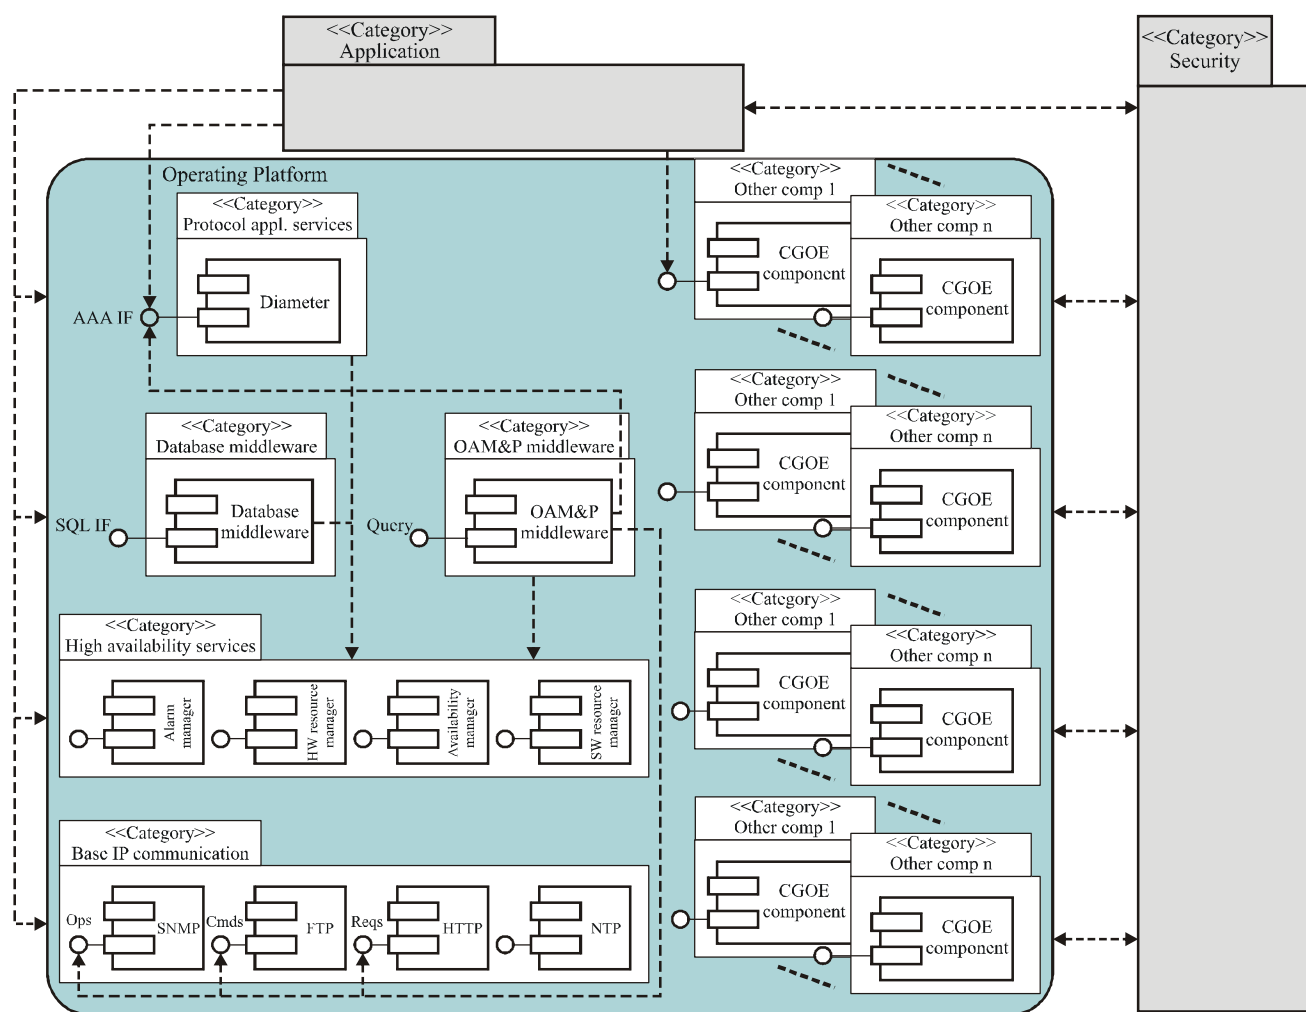 <<Category>>
Application
<<Category>>
Security
Operating Platform
<<Category>>
Protocol appl. services
Diameter
AAA IF
<<Category>>
Other comp 1
CGOE
component
<<Category>>
Other comp n
CGOE
component
<<Category>>
Database middleware
Database
middleware
SQL IF
<<Category>>
OAM&P middleware
OAM&P
middleware
Query
<<Category>>
Other comp 1
CGOE
component
<<Category>>
Other comp n
CGOE
component
<<Category>>
High availability services
Alarm
manager
HW resource
manager
Availability
manager
SW resource
manager
<<Category>>
Other comp 1
CGOE
component
<<Category>>
Other comp n
CGOE
component
<<Category>>
Base IP communication
Ops
SNMP
Cmds
FTP
Reqs
HTTP
NTP
<<Category>>
Other comp 1
CGOE
component
<<Category>>
Other comp n
CGOE
component